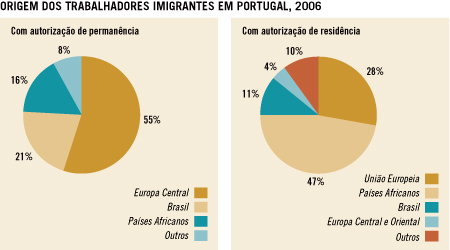 ORIGEM DOS TRABALHADORES IMIGRANTES EM PORTUGAL, 2006
Com autorização de permanência
8%
16%
55%
21%
Europa Central
Brasil
Países Africanos
Outros
Com autorização de residência
10%
4%
28%
11%
47%
União Europeia
Países Africanos
Brasil
Europa Central e Oriental
Outros